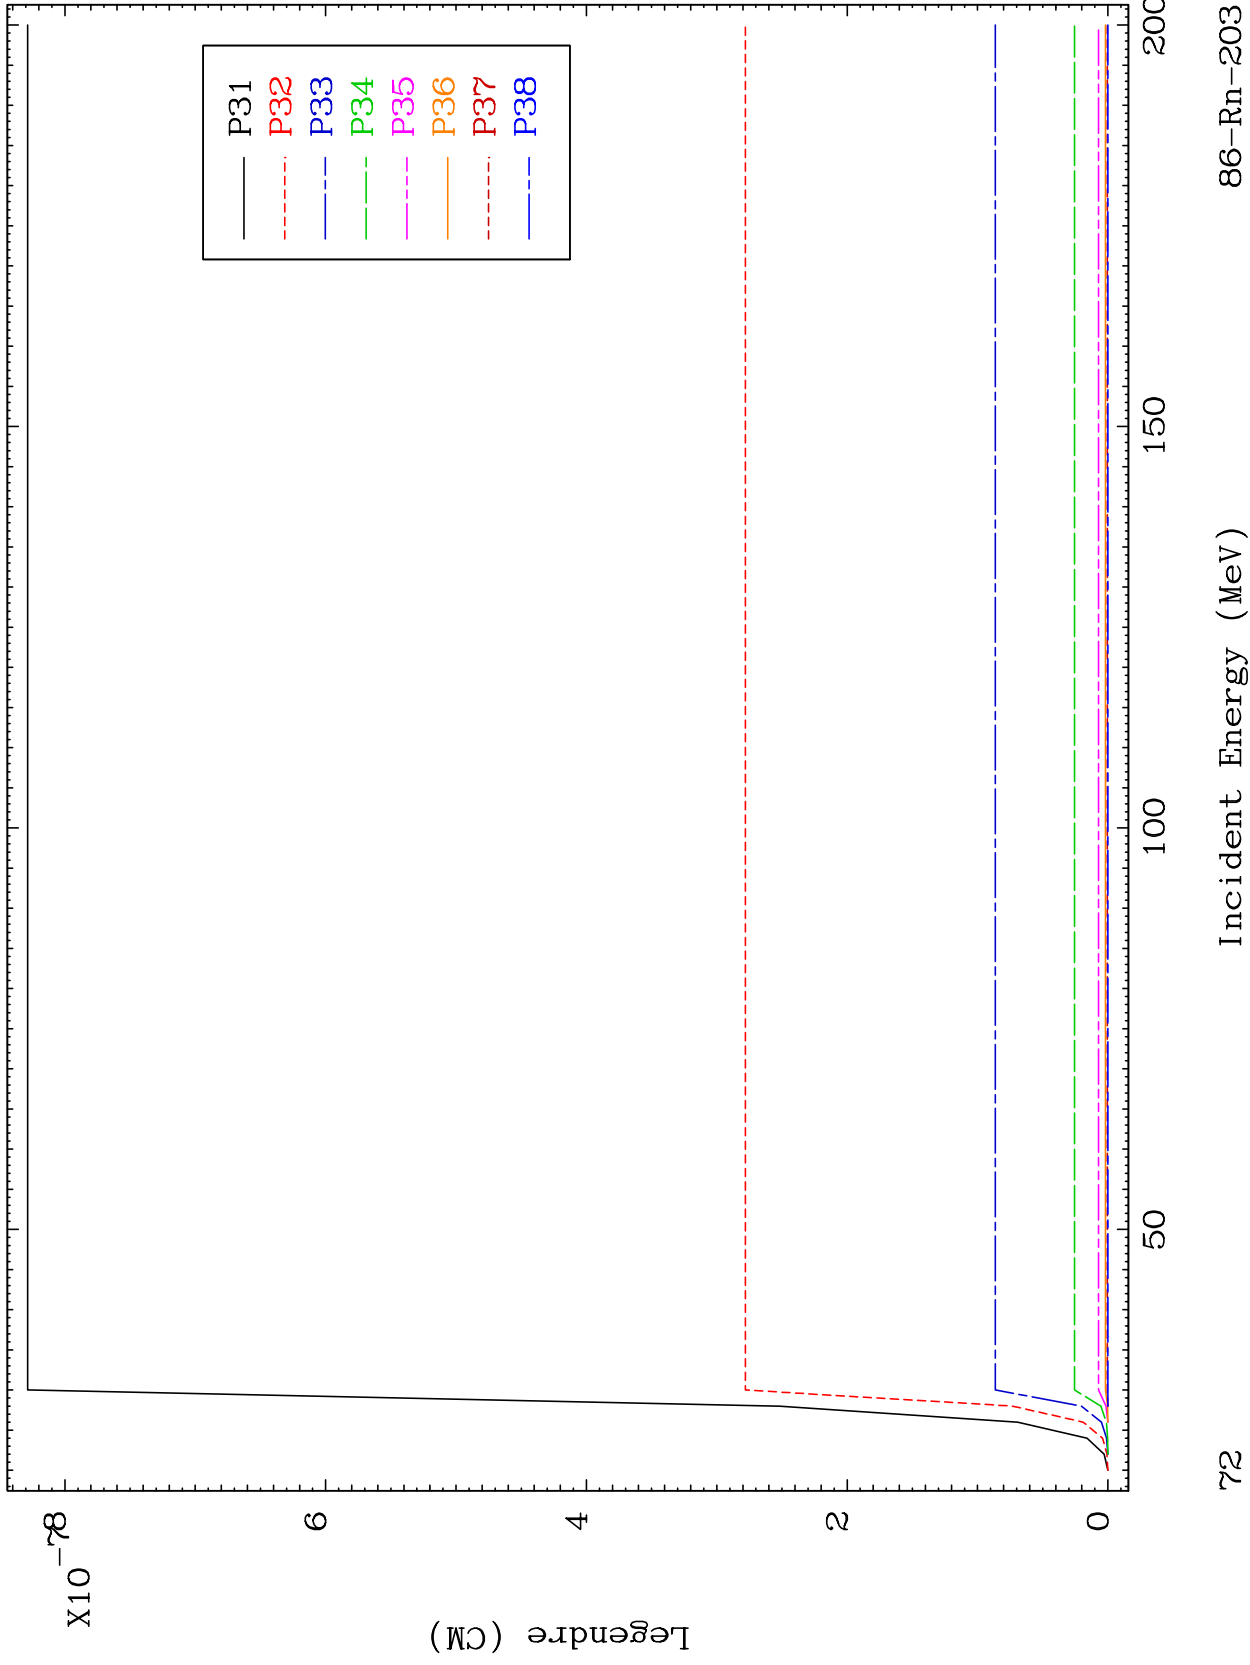 X10⁻⁷
8
6
4
2
0
Legendre (CM)
P31
P32
P33
P34
P35
P36
P37
P38
50
100
150
200
Incident Energy (MeV)
72
86-Rn-203